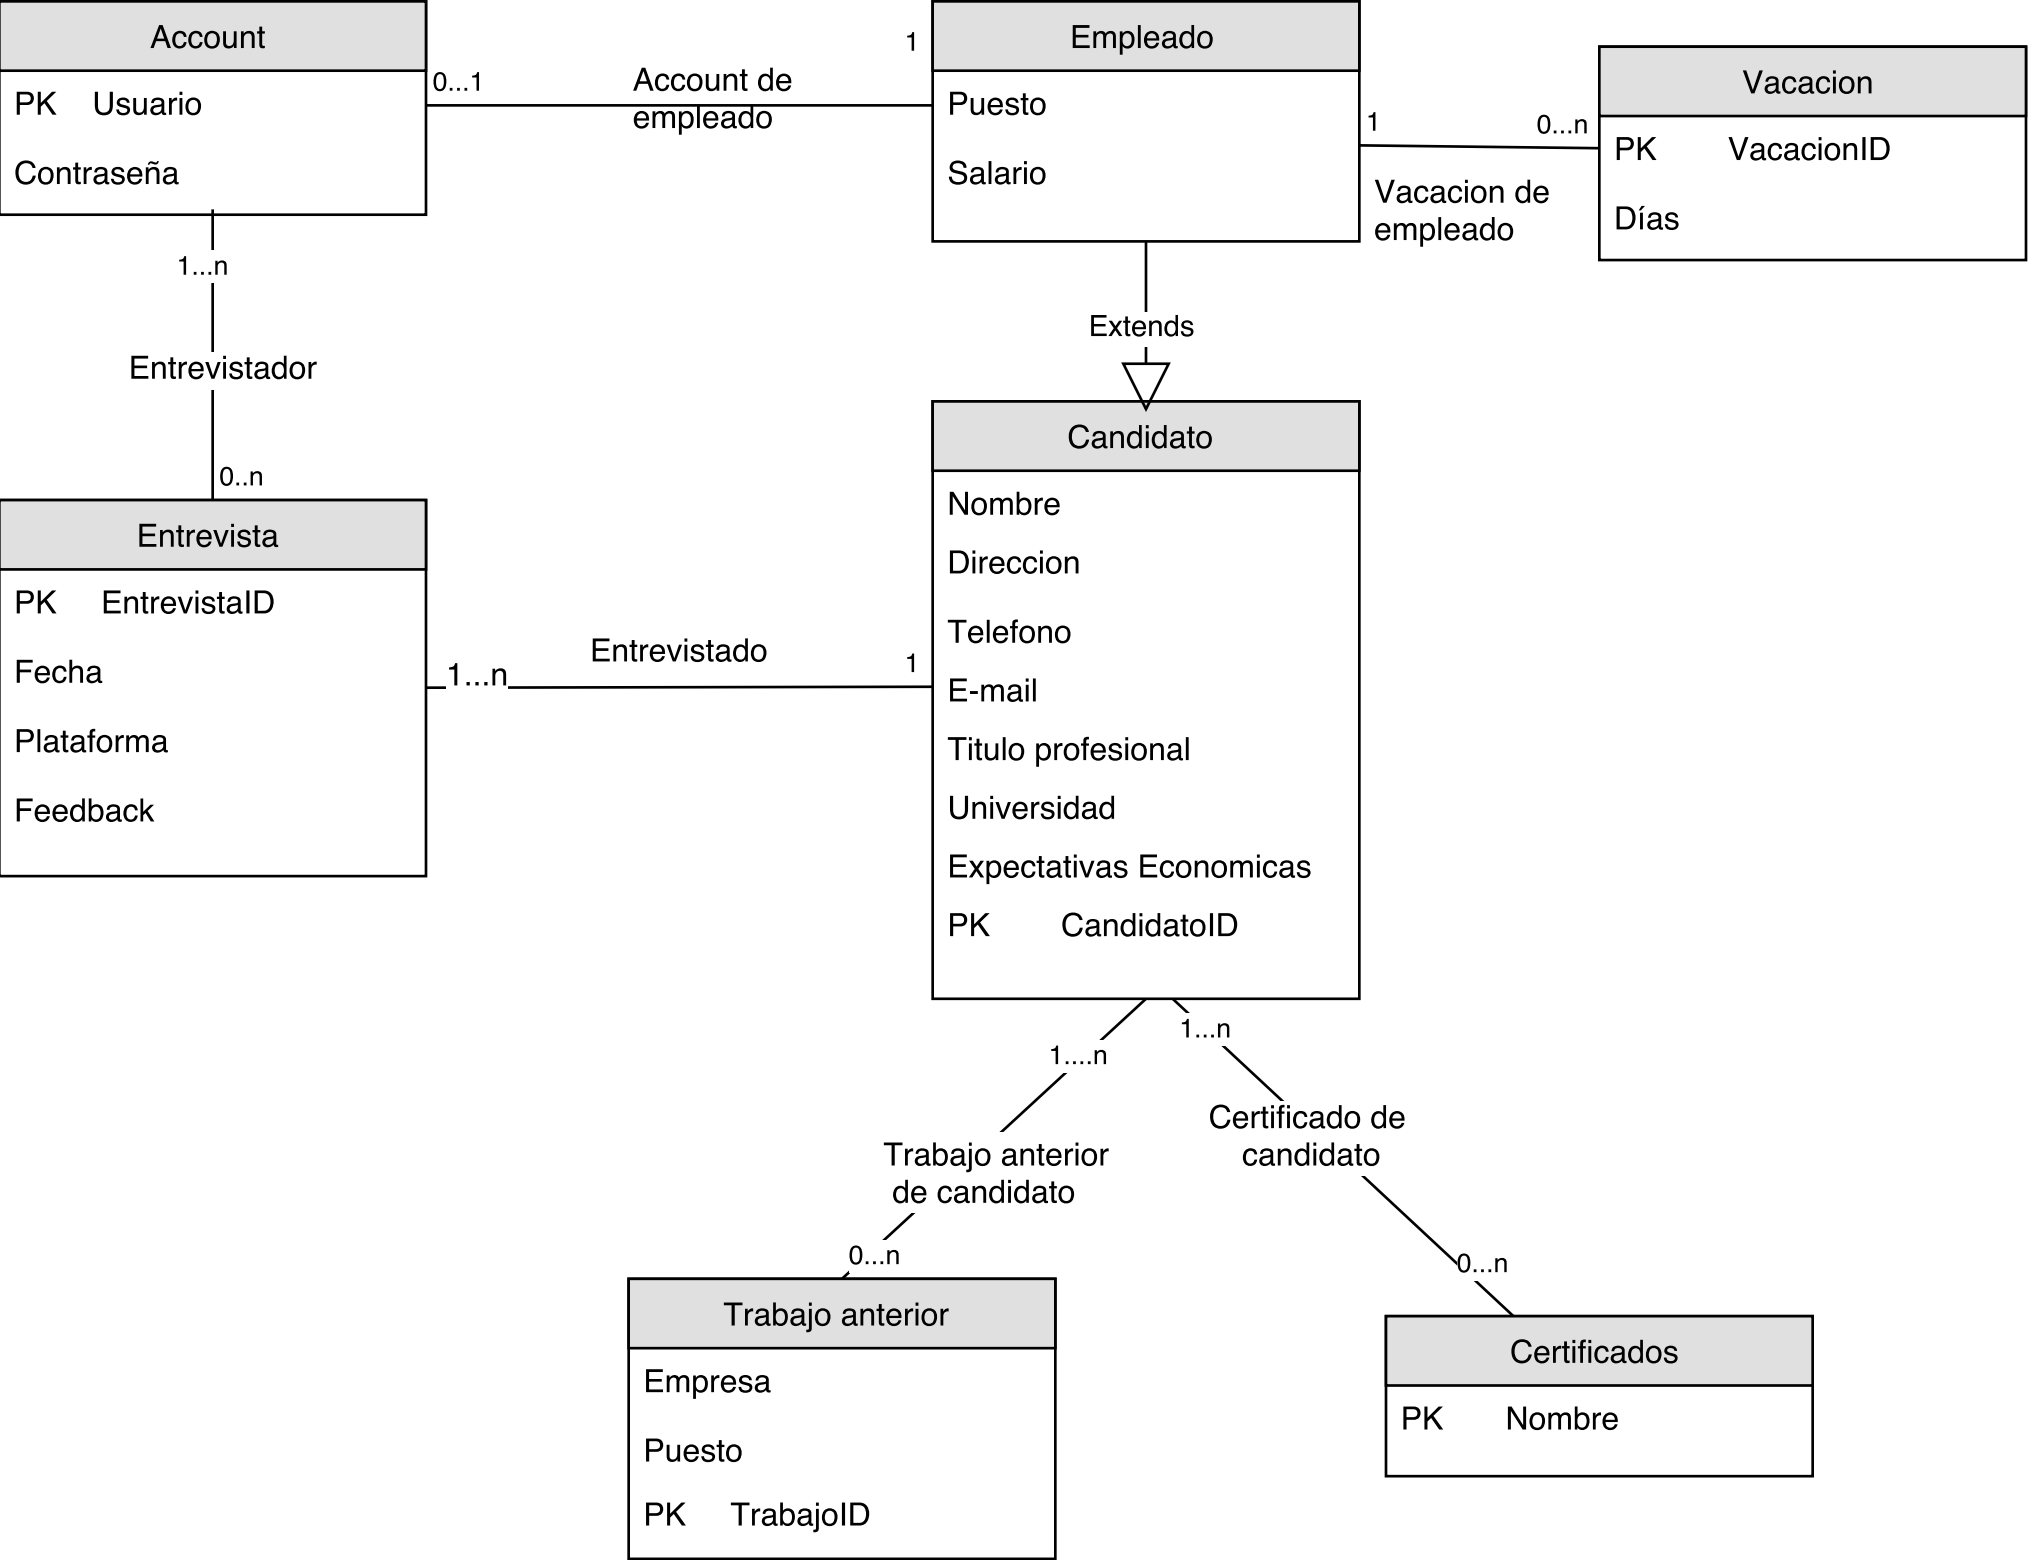 Account
PK Usuario
Contraseña
0...1
Account de
empleado
1
Empleado
Puesto
Salario
1
0...n
Vacacion de
empleado
Vacacion
PK VacacionID
Días
1...n
Entrevistador
0..n
Extends
Entrevista
PK EntrevistaID
Fecha
Plataforma
Feedback
1...n
Entrevistado
1
Candidato
Nombre
Direccion
Telefono
E-mail
Titulo profesional
Universidad
Expectativas Economicas
PK CandidatoID
1....n
Trabajo anterior
de candidato
0...n
1...n
Certificado de
candidato
0...n
Trabajo anterior
Empresa
Puesto
PK TrabajoID
Certificados
PK Nombre